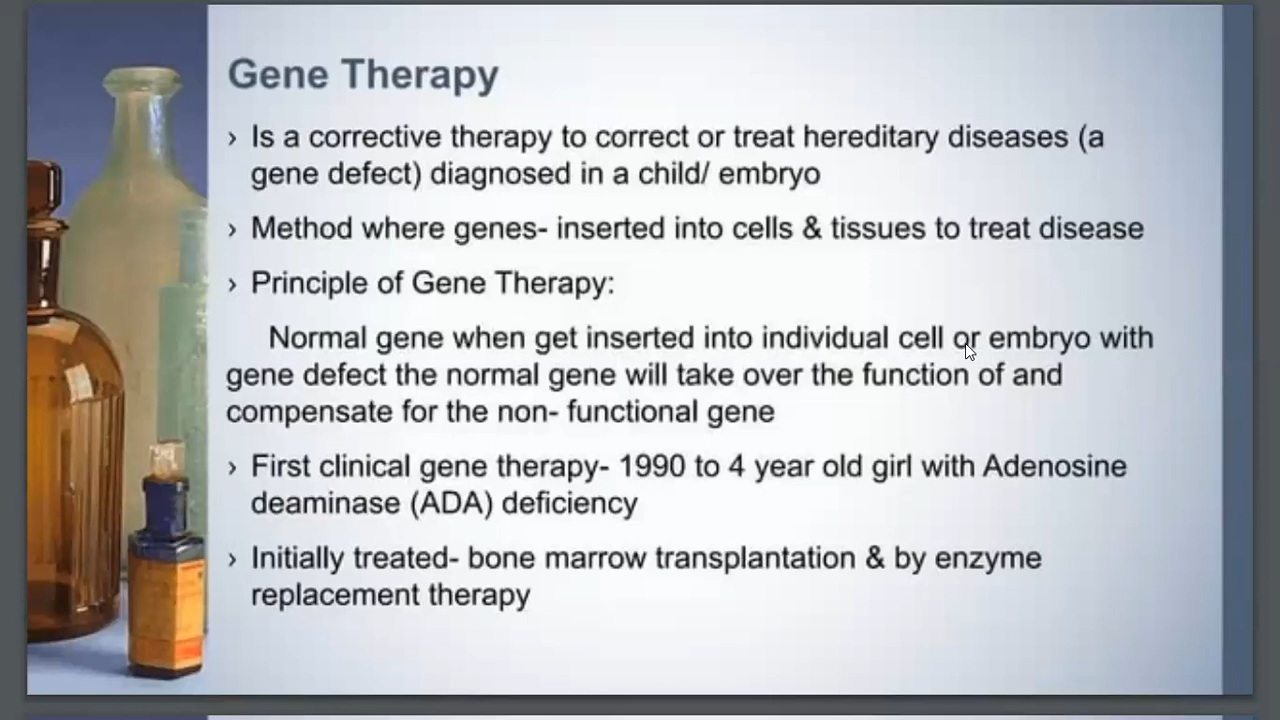 Gene Therapy
› Is a corrective therapy to correct or treat hereditary diseases (a
gene defect) diagnosed in a child/ embryo
› Method where genes- inserted into cells & tissues to treat disease
› Principle of Gene Therapy:
Normal gene when get inserted into individual cell or embryo with
gene defect the normal gene will take over the function of and
compensate for the non- functional gene
› First clinical gene therapy- 1990 to 4 year old girl with Adenosine
deaminase (ADA) deficiency
› Initially treated- bone marrow transplantation & by enzyme
replacement therapy